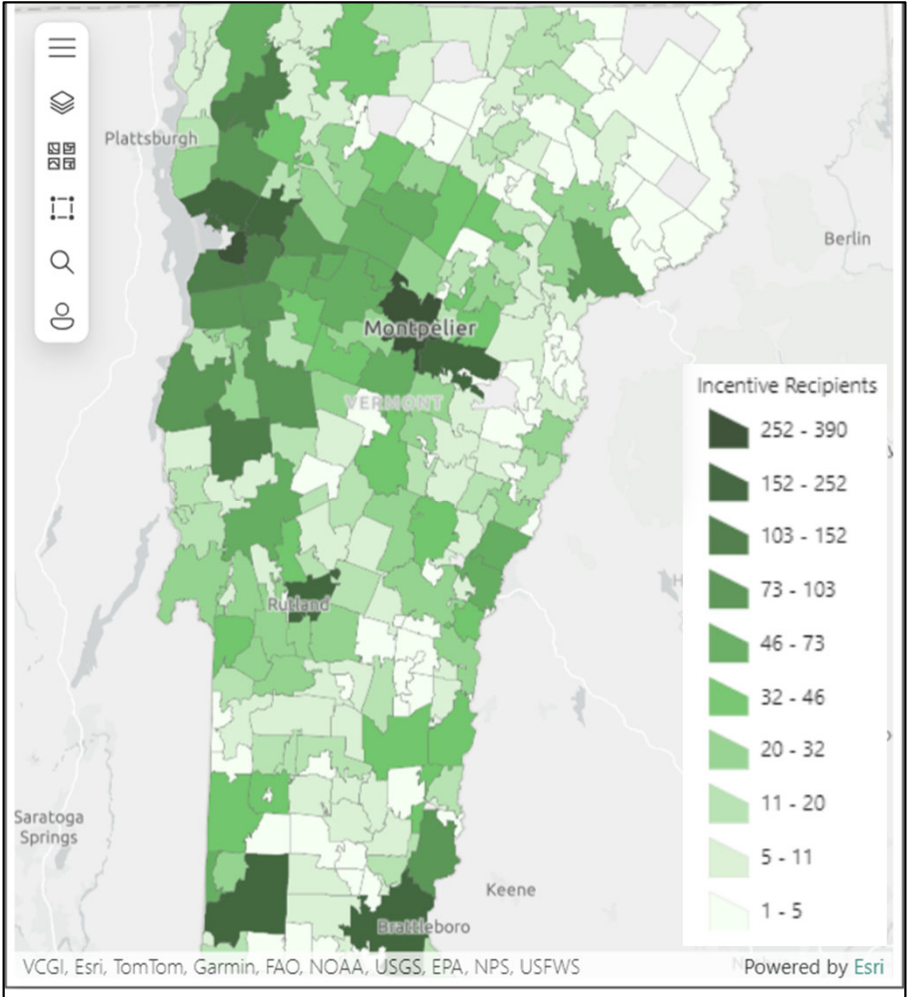 Plattsburgh
Berlin
Montpelier
VERMONT
Incentive Recipients
252 - 390
152 - 252
103 - 152
73 - 103
46 - 73
32 - 46
20 - 32
11 - 20
5 - 11
1 - 5
Rutland
Saratoga
Springs
Keene
Brattleboro
VCGI, Esri, TomTom, Garmin, FAO, NOAA, USGS, EPA, NPS, USFWS
Powered by Esri